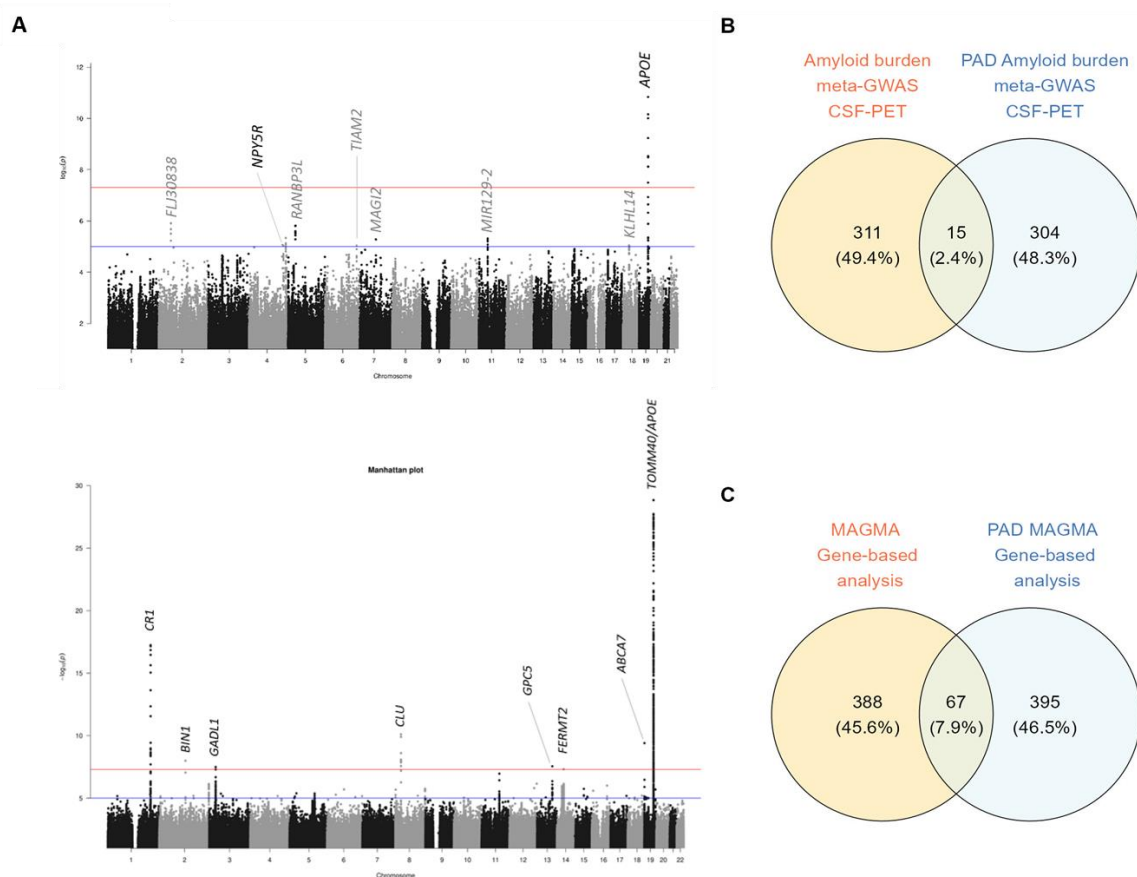 A
12
10
8
6
4
2
log₁₀(p)
FLJ30838
NPY5R
RANBP3L
TIAM2
MAGI2
MIR129-2
KLHL14
APOE
1 2 3 4 5 6 7 8 9 10 11 12 13 14 15 16 17 18 19 21
Chromosome
Manhattan plot
30
25
20
15
10
5
-log₁₀(p)
CR1
BIN1
GADL1
CLU
GPC5
FERMT2
ABCA7
TOMM40/APOE
1 2 3 4 5 6 7 8 9 10 11 12 13 14 15 16 17 18 19 20 22
Chromosome
B
Amyloid burden
meta-GWAS
CSF-PET
PAD Amyloid burden
meta-GWAS
CSF-PET
311
(49.4%)
15
(2.4%)
304
(48.3%)
C
MAGMA
Gene-based
analysis
PAD MAGMA
Gene-based
analysis
388
(45.6%)
67
(7.9%)
395
(46.5%)